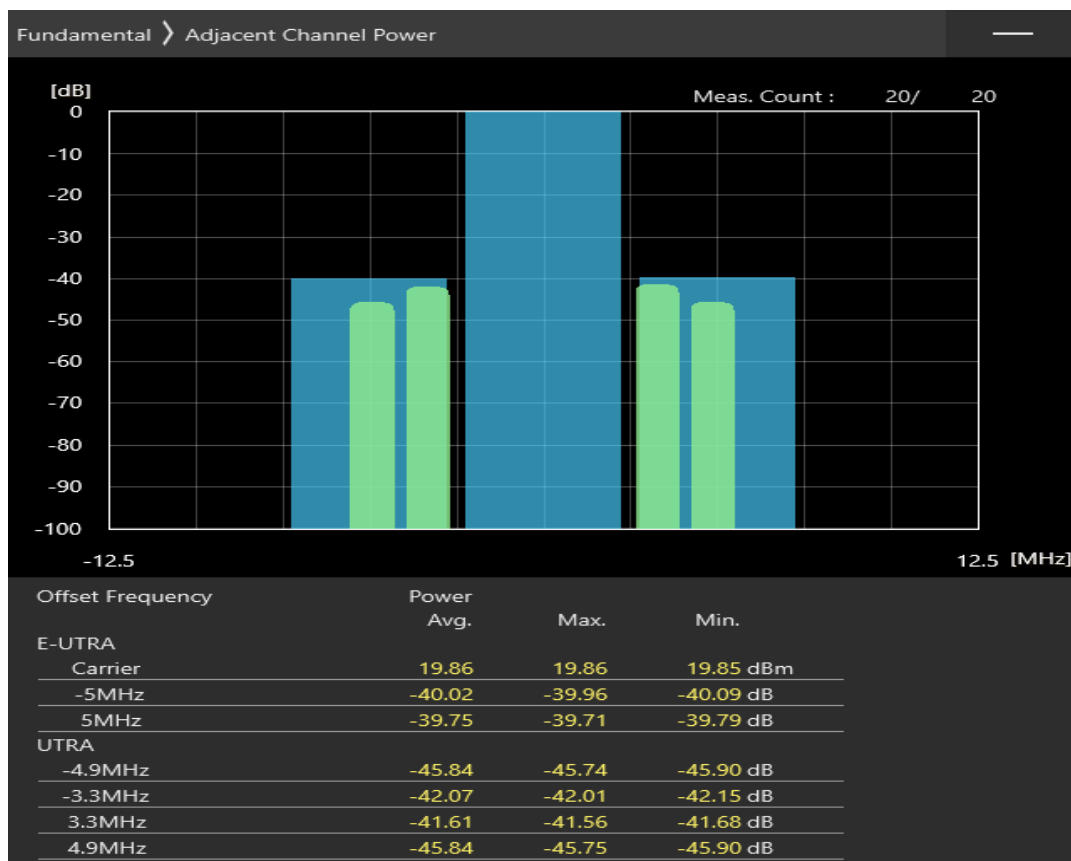 Fundamental 〉 Adjacent Channel Power
[dB]
Meas. Count : 20/ 20
0
-10
-20
-30
-40
-50
-60
-70
-80
-90
-100
-12.5 12.5 [MHz]
Offset Frequency Power
Avg. Max. Min.
E-UTRA
Carrier 19.86 19.86 19.85 dBm
-5MHz -40.02 -39.96 -40.09 dB
5MHz -39.75 -39.71 -39.79 dB
UTRA
-4.9MHz -45.84 -45.74 -45.90 dB
-3.3MHz -42.07 -42.01 -42.15 dB
3.3MHz -41.61 -41.56 -41.68 dB
4.9MHz -45.84 -45.75 -45.90 dB